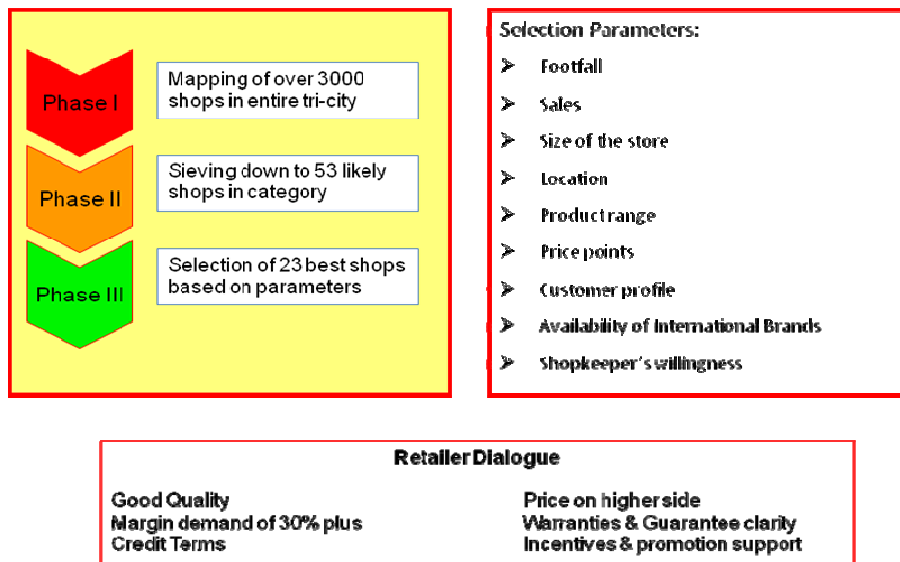 Phase I
Mapping of over 3000
shops in entire tri-city
Phase II
Sieving down to 53 likely
shops in category
Phase III
Selection of 23 best shops
based on parameters
Selection Parameters:
➢ Footfall
➢ Sales
➢ Size of the store
➢ Location
➢ Product range
➢ Price points
➢ Customer profile
➢ Availability of International Brands
➢ Shopkeeper's willingness
Retailer Dialogue
Good Quality
Margin demand of 30% plus
Credit Terms
Price on higher side
Warranties & Guarantee clarity
Incentives & promotion support